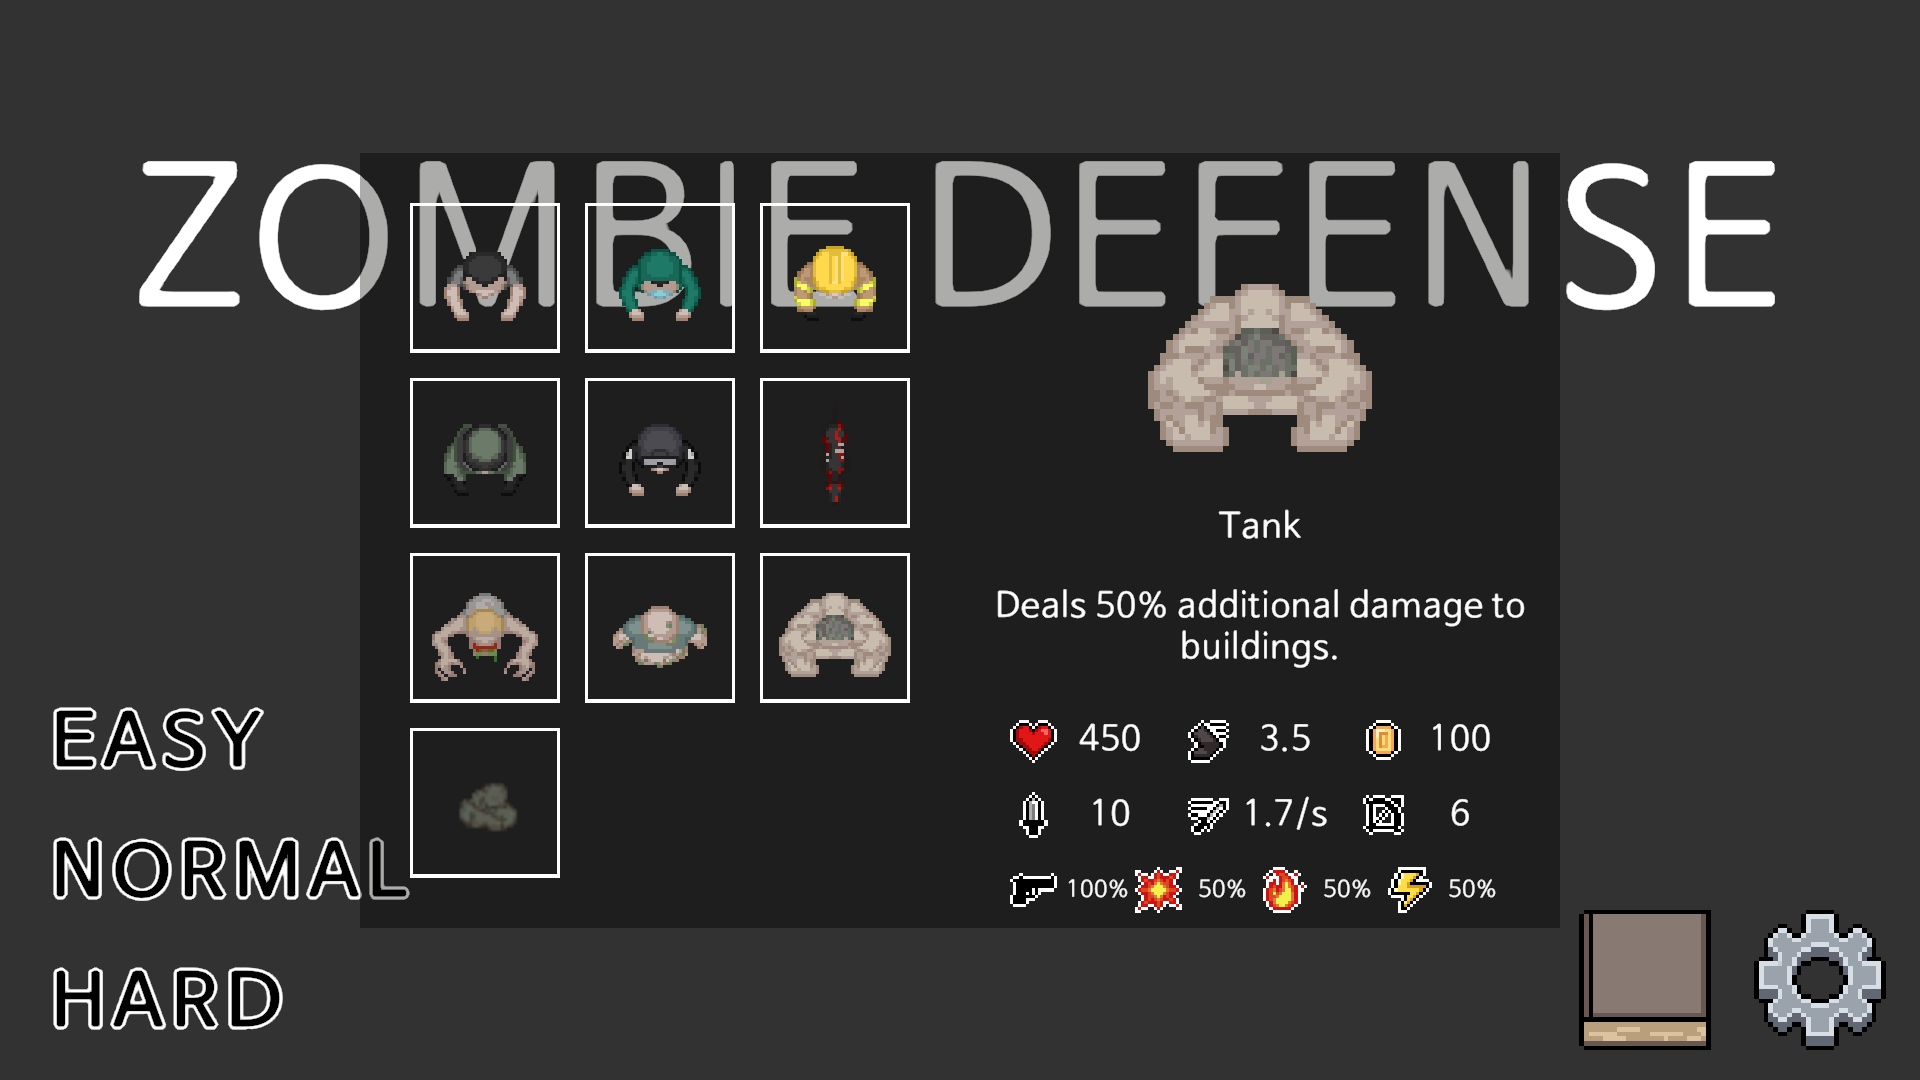 ZOMBIE DEFENSE
Tank
Deals 50% additional damage to
buildings.
450 3.5 100
10 1.7/s 6
100% 50% 50% 50%
EASY
NORMAL
HARD